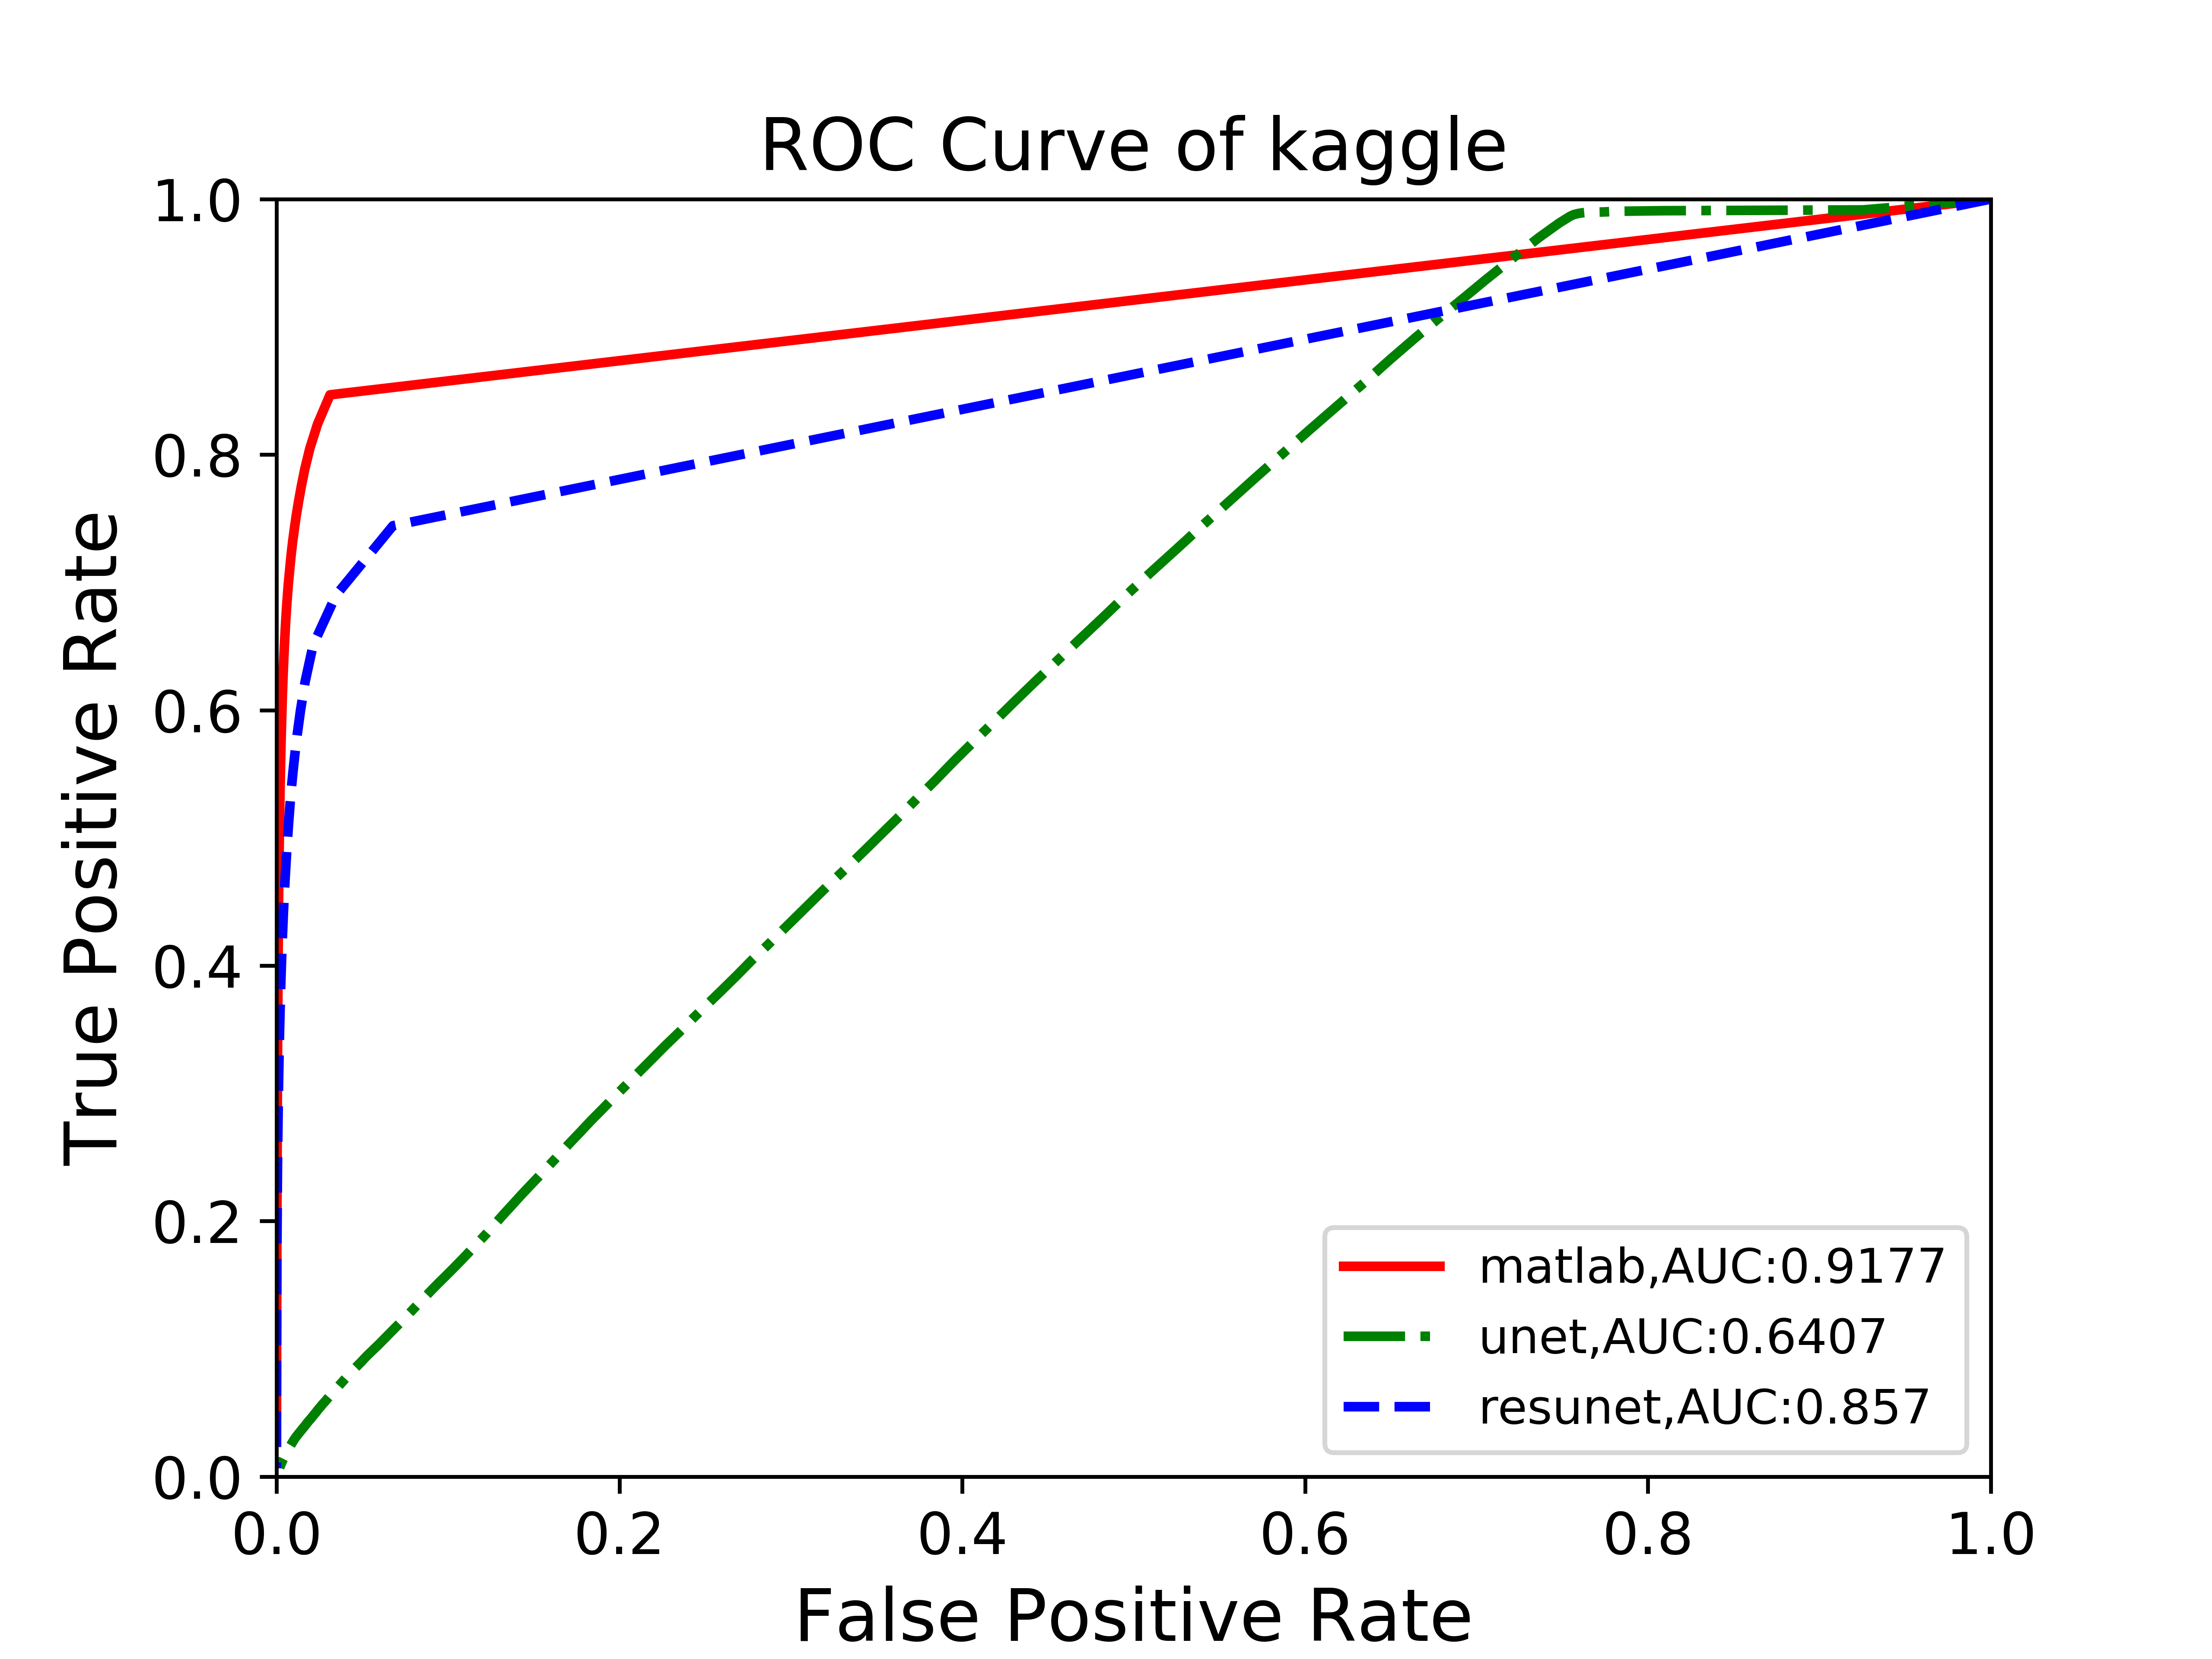 ROC Curve of kaggle
1.0
0.8
0.6
0.4
0.2
0.0
True Positive Rate
matlab,AUC:0.9177
unet,AUC:0.6407
resunet,AUC:0.857
0.0 0.2 0.4 0.6 0.8 1.0
False Positive Rate